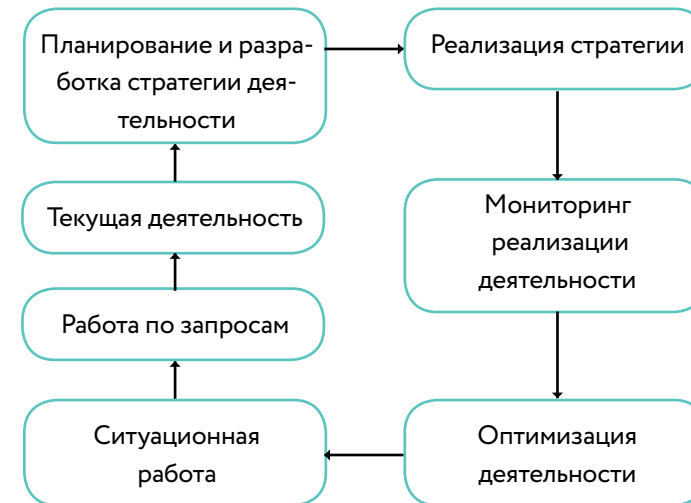 Планирование и разра-
ботка стратегии дея-
тельности
Реализация стратегии
Мониторинг
реализации
деятельности
Оптимизация
деятельности
Ситуационная
работа
Работа по запросам
Текущая деятельность